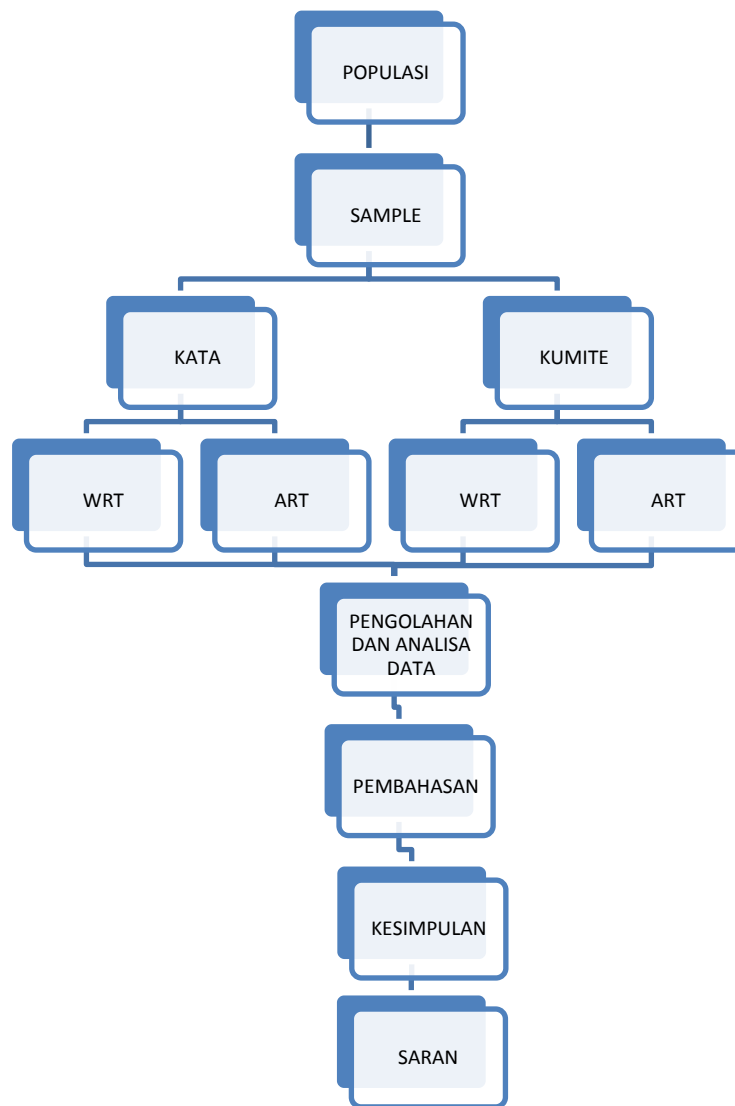 POPULASI
SAMPLE
KATA
KUMITE
WRT
ART
WRT
ART
PENGOLAHAN
DAN ANALISA
DATA
PEMBAHASAN
KESIMPULAN
SARAN